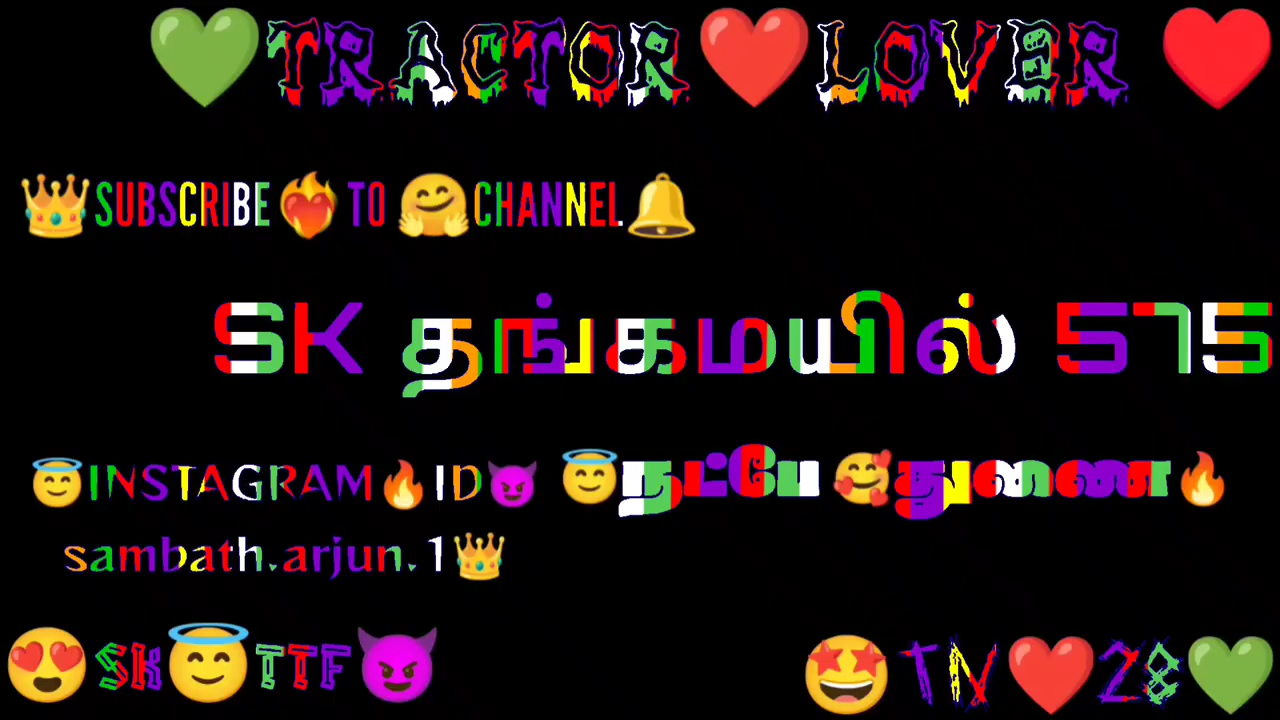 💚TRACTOR❤️LOVER ❤️
👑SUBSCRIBE❤️‍🔥TO 🤗CHANNEL.🔔
SK தங்கமயில் 575
😇INSTAGRAM🔥ID😈 😇நட்பே 🥰துணை🔥
sambath.arjun.1👑
😍SK😇TTF😈 🤩TN❤️28💚